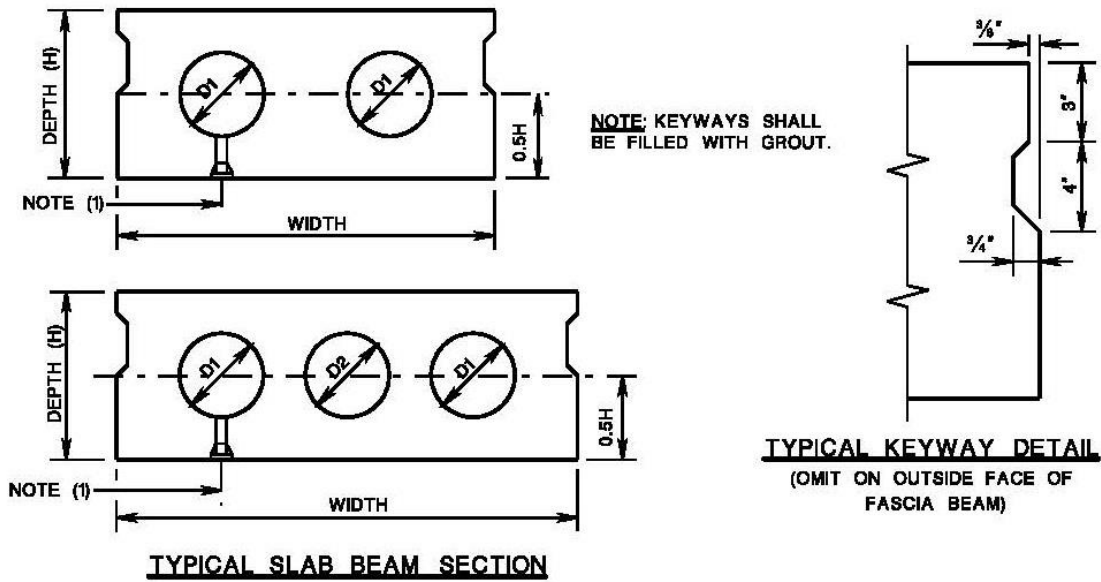 DEPTH (H)
D1
D1
0.5H
NOTE (1)
WIDTH
NOTE: KEYWAYS SHALL
BE FILLED WITH GROUT.
DEPTH (H)
D1
D2
D1
0.5H
NOTE (1)
WIDTH
TYPICAL SLAB BEAM SECTION
3/8"
3"
4"
3/4"
TYPICAL KEYWAY DETAIL
(OMIT ON OUTSIDE FACE OF
FASCIA BEAM)